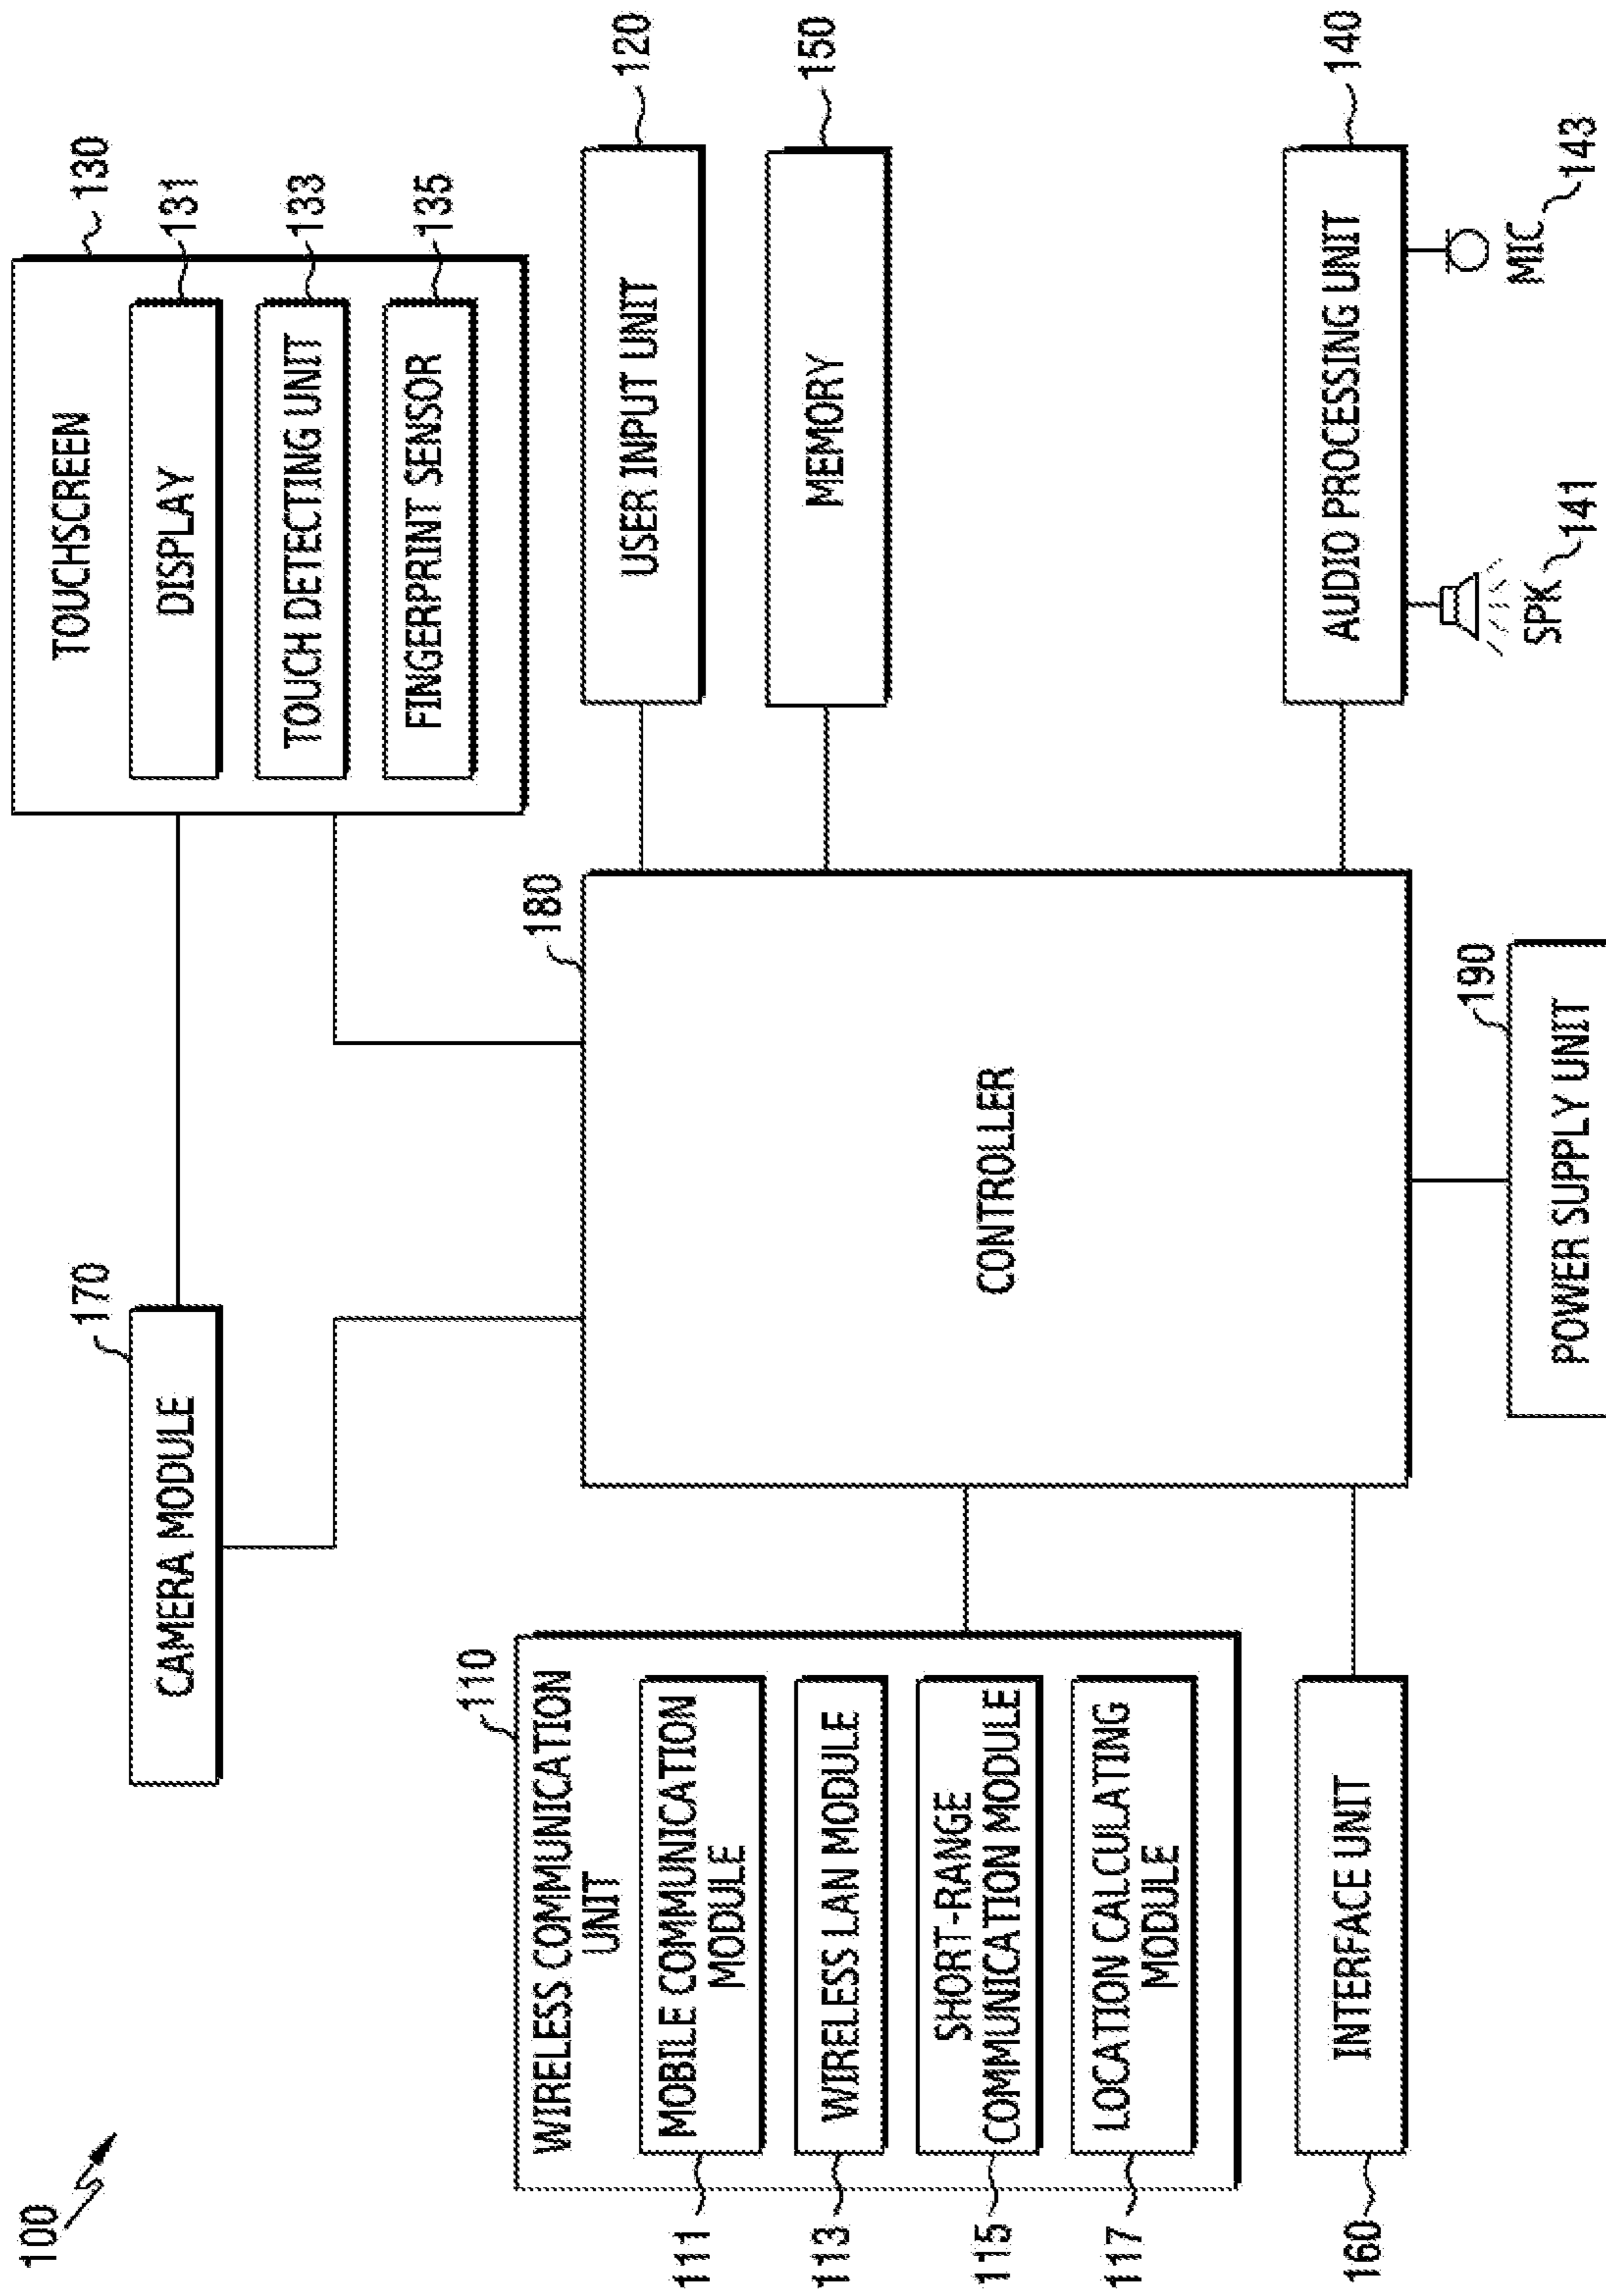 100
170
CAMERA MODULE
130
TOUCHSCREEN
DISPLAY
131
TOUCH DETECTING UNIT
133
FINGERPRINT SENSOR
135
110
WIRELESS COMMUNICATION
UNIT
111
MOBILE COMMUNICATION
MODULE
113
WIRELESS LAN MODULE
115
SHORT-RANGE
COMMUNICATION MODULE
117
LOCATION CALCULATING
MODULE
160
INTERFACE UNIT
180
CONTROLLER
USER INPUT UNIT
120
MEMORY
150
AUDIO PROCESSING UNIT
140
SPK
141
MIC
143
190
POWER SUPPLY UNIT